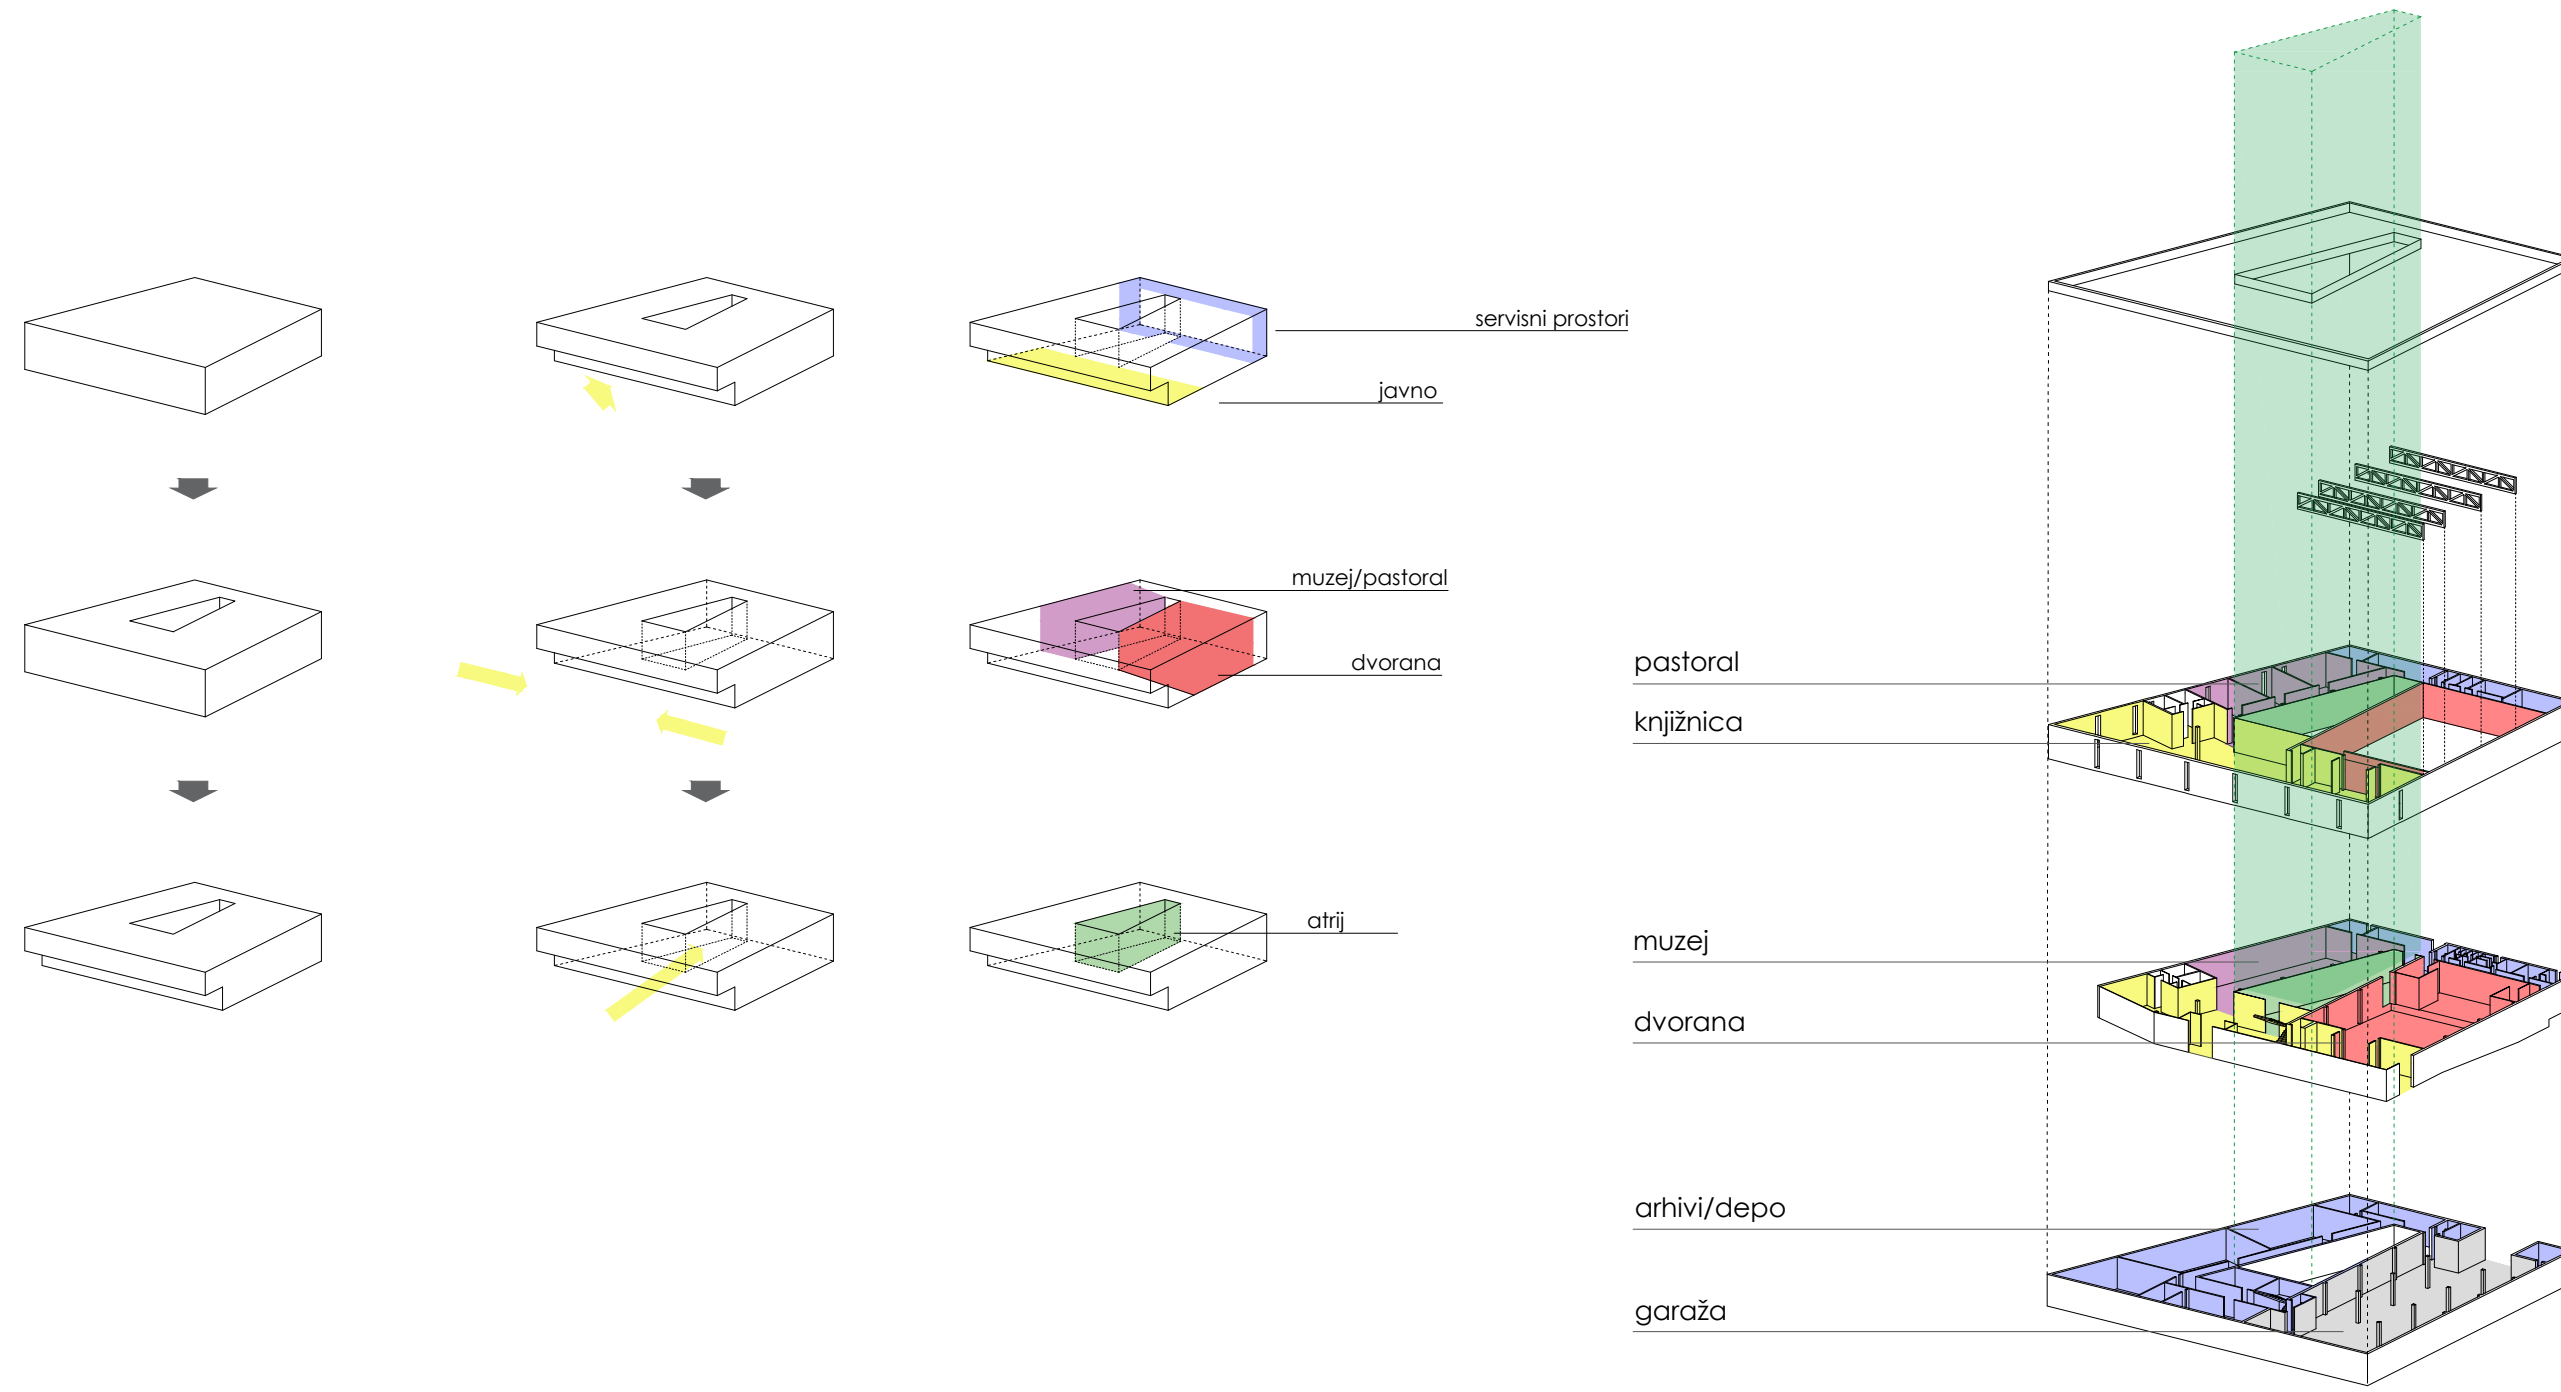 servisni prostori
javno
muzej/pastoral
dvorana
atrij
pastoral
knjižnica
muzej
dvorana
arhivi/depo
garaža